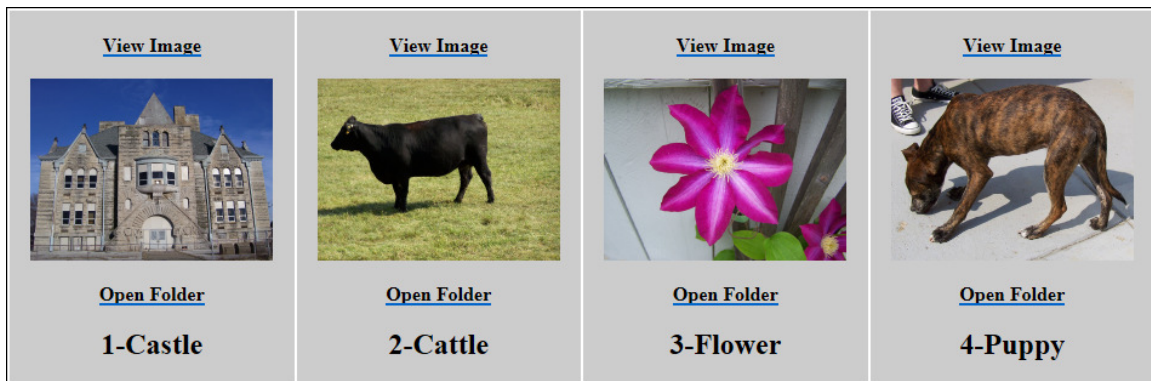 View Image
View Image
View Image
View Image
Open Folder
Open Folder
Open Folder
Open Folder
1-Castle
2-Cattle
3-Flower
4-Puppy